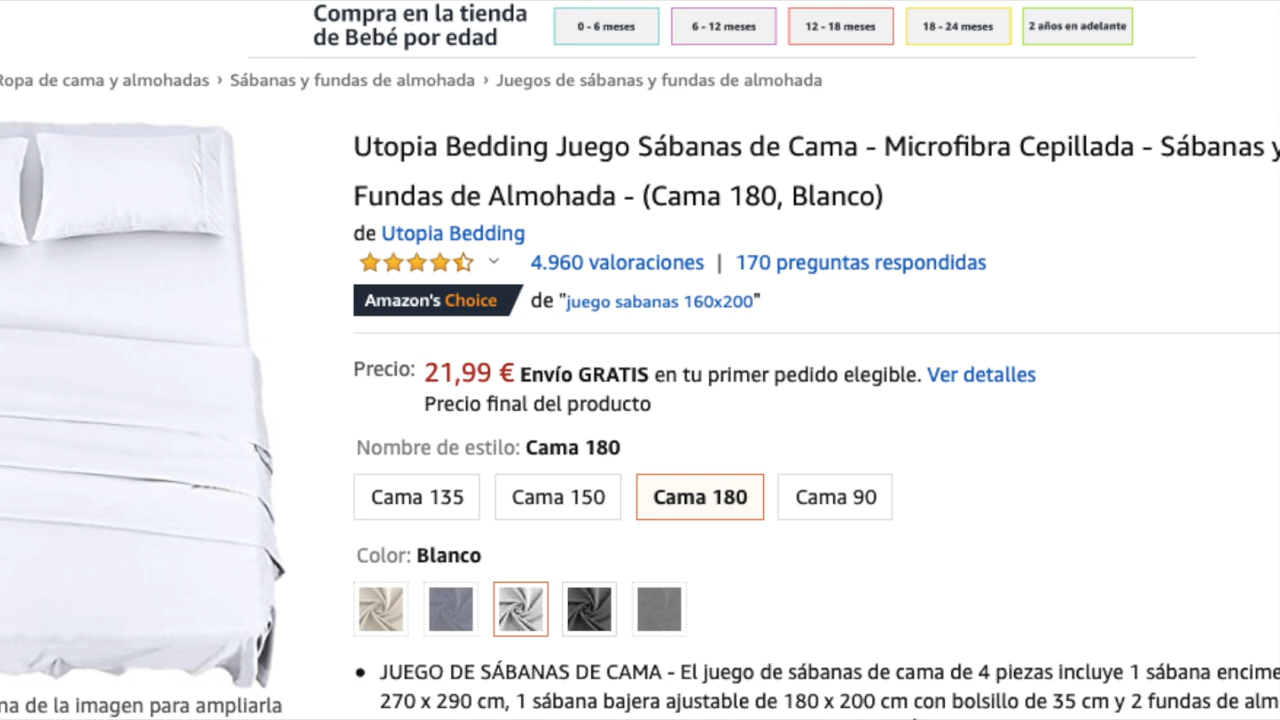 Compra en la tienda
de Bebé por edad
0 - 6 meses
6 - 12 meses
12 - 18 meses
18 - 24 meses
2 años en adelante
Ropa de cama y almohadas › Sábanas y fundas de almohada › Juegos de sábanas y fundas de almohada
Utopia Bedding Juego Sábanas de Cama - Microfibra Cepillada - Sábanas y
Fundas de Almohada - (Cama 180, Blanco)
de Utopia Bedding
4.960 valoraciones | 170 preguntas respondidas
Amazon's Choice de "juego sabanas 160x200"
Precio: 21,99 € Envío GRATIS en tu primer pedido elegible. Ver detalles
Precio final del producto
Nombre de estilo: Cama 180
Cama 135
Cama 150
Cama 180
Cama 90
Color: Blanco
• JUEGO DE SÁBANAS DE CAMA - El juego de sábanas de cama de 4 piezas incluye 1 sábana encime
270 x 290 cm, 1 sábana bajera ajustable de 180 x 200 cm con bolsillo de 35 cm y 2 fundas de alm
na de la imagen para ampliarla